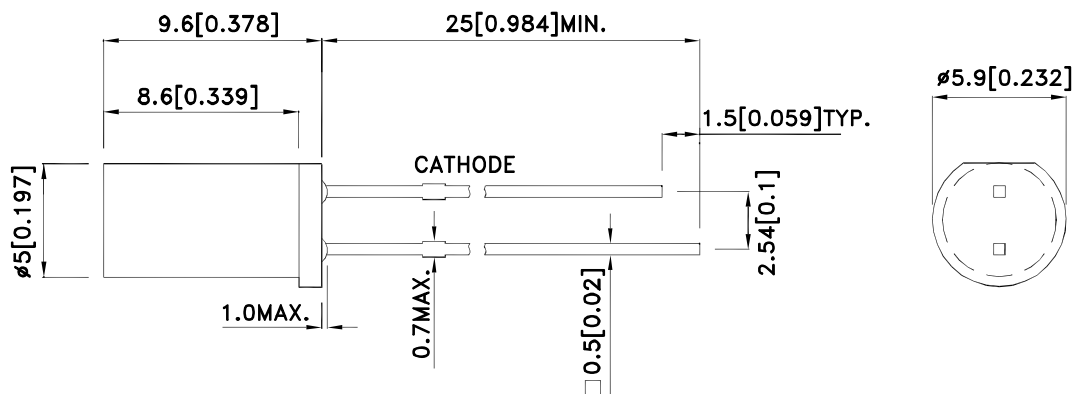 9.6[0.378]
25[0.984]MIN.
8.6[0.339]
ø5.9[0.232]
1.5[0.059]TYP.
CATHODE
ø5[0.197]
2.54[0.1]
1.0MAX.
0.7MAX.
□0.5[0.02]